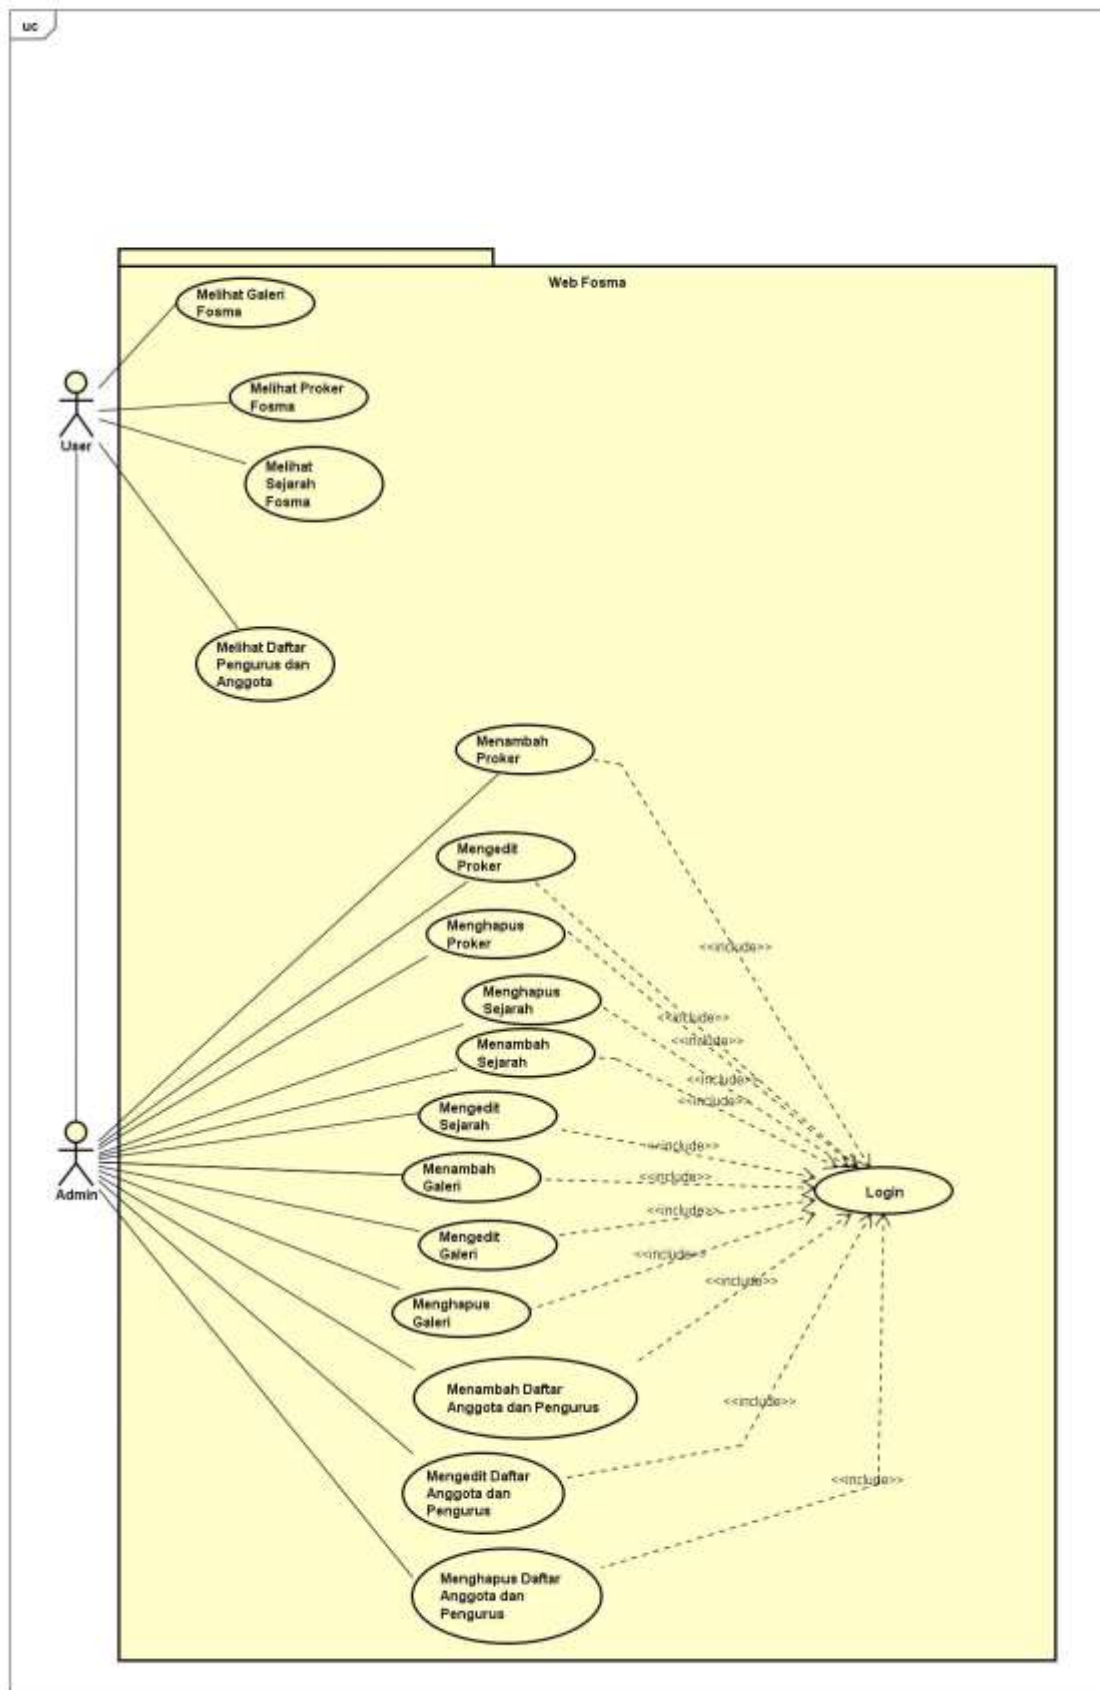 uc
Web Fosma
Melihat Galeri
Fosma
Melihat Proker
Fosma
User
Melihat
Sejarah
Fosma
Melihat Daftar
Pengurus dan
Anggota
Menambah
Proker
Mengedit
Proker
Menghapus
Proker
<<include>>
Menghapus
Sejarah
<<include>>
<<include>>
Menambah
Sejarah
<<include>>
<<include>>
Mengedit
Sejarah
<<include>>
Admin
Menambah
Galeri
<<include>>
Login
Mengedit
Galeri
<<include>>
<<include>>
Menghapus
Galeri
<<include>>
Menambah Daftar
Anggota dan Pengurus
<<include>>
Mengedit Daftar
Anggota dan
Pengurus
<<include>>
Menghapus Daftar
Anggota dan
Pengurus